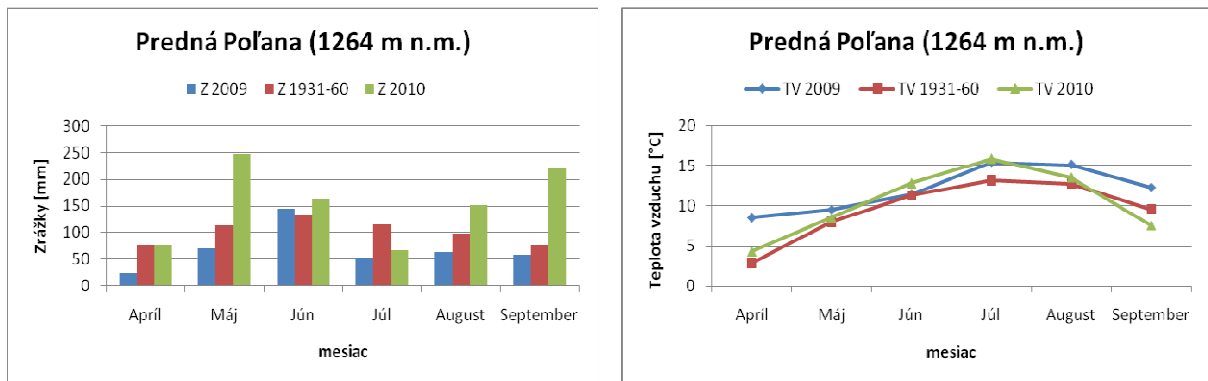 Predná Poľana (1264 m n.m.)
Z 2009 Z 1931-60 Z 2010
Zrážky [mm]
300
250
200
150
100
50
0
Apríl Máj Jún Júl August September
mesiac
Predná Poľana (1264 m n.m.)
TV 2009 TV 1931-60 TV 2010
Teplota vzduchu [°C]
20
15
10
5
0
Apríl Máj Jún Júl August September
mesiac